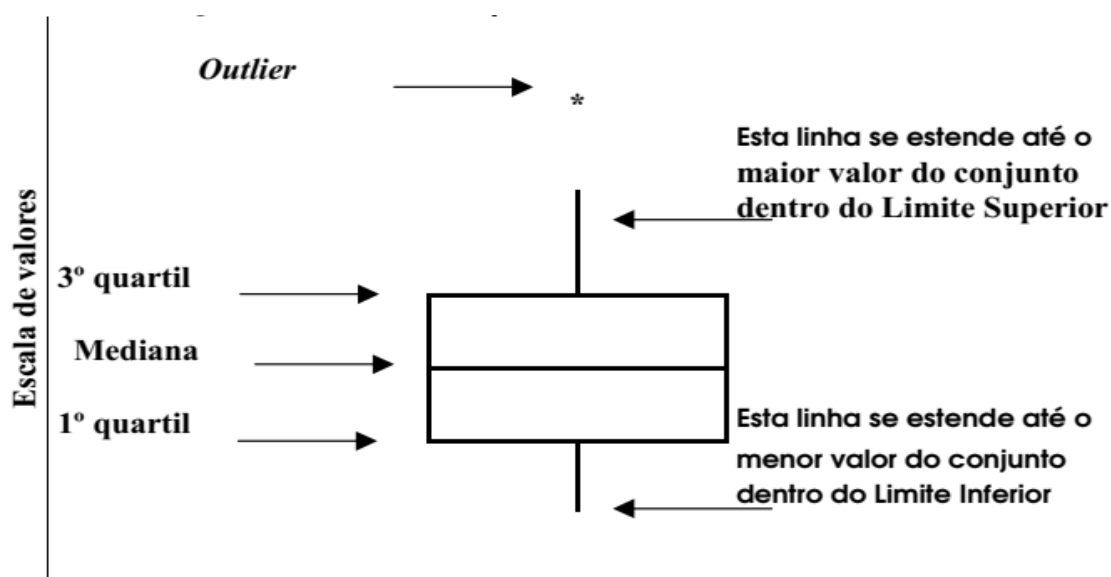 Outlier
*
Esta linha se estende até o
maior valor do conjunto
dentro do Limite Superior
Escala de valores
3º quartil
Mediana
1º quartil
Esta linha se estende até o
menor valor do conjunto
dentro do Limite Inferior